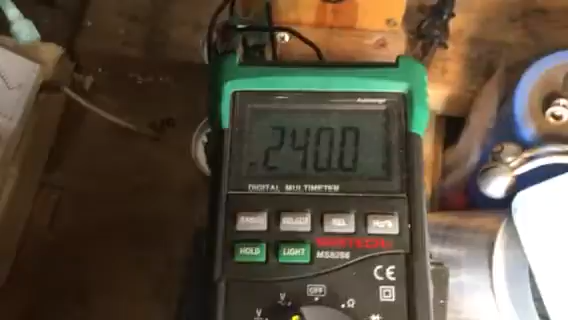 Autorange
.240.0
DIGITAL MULTIMETER
RANGE SELECT REL
HOLD LIGHT
MASTECH
MS8268
CE
OFF
V V Ω